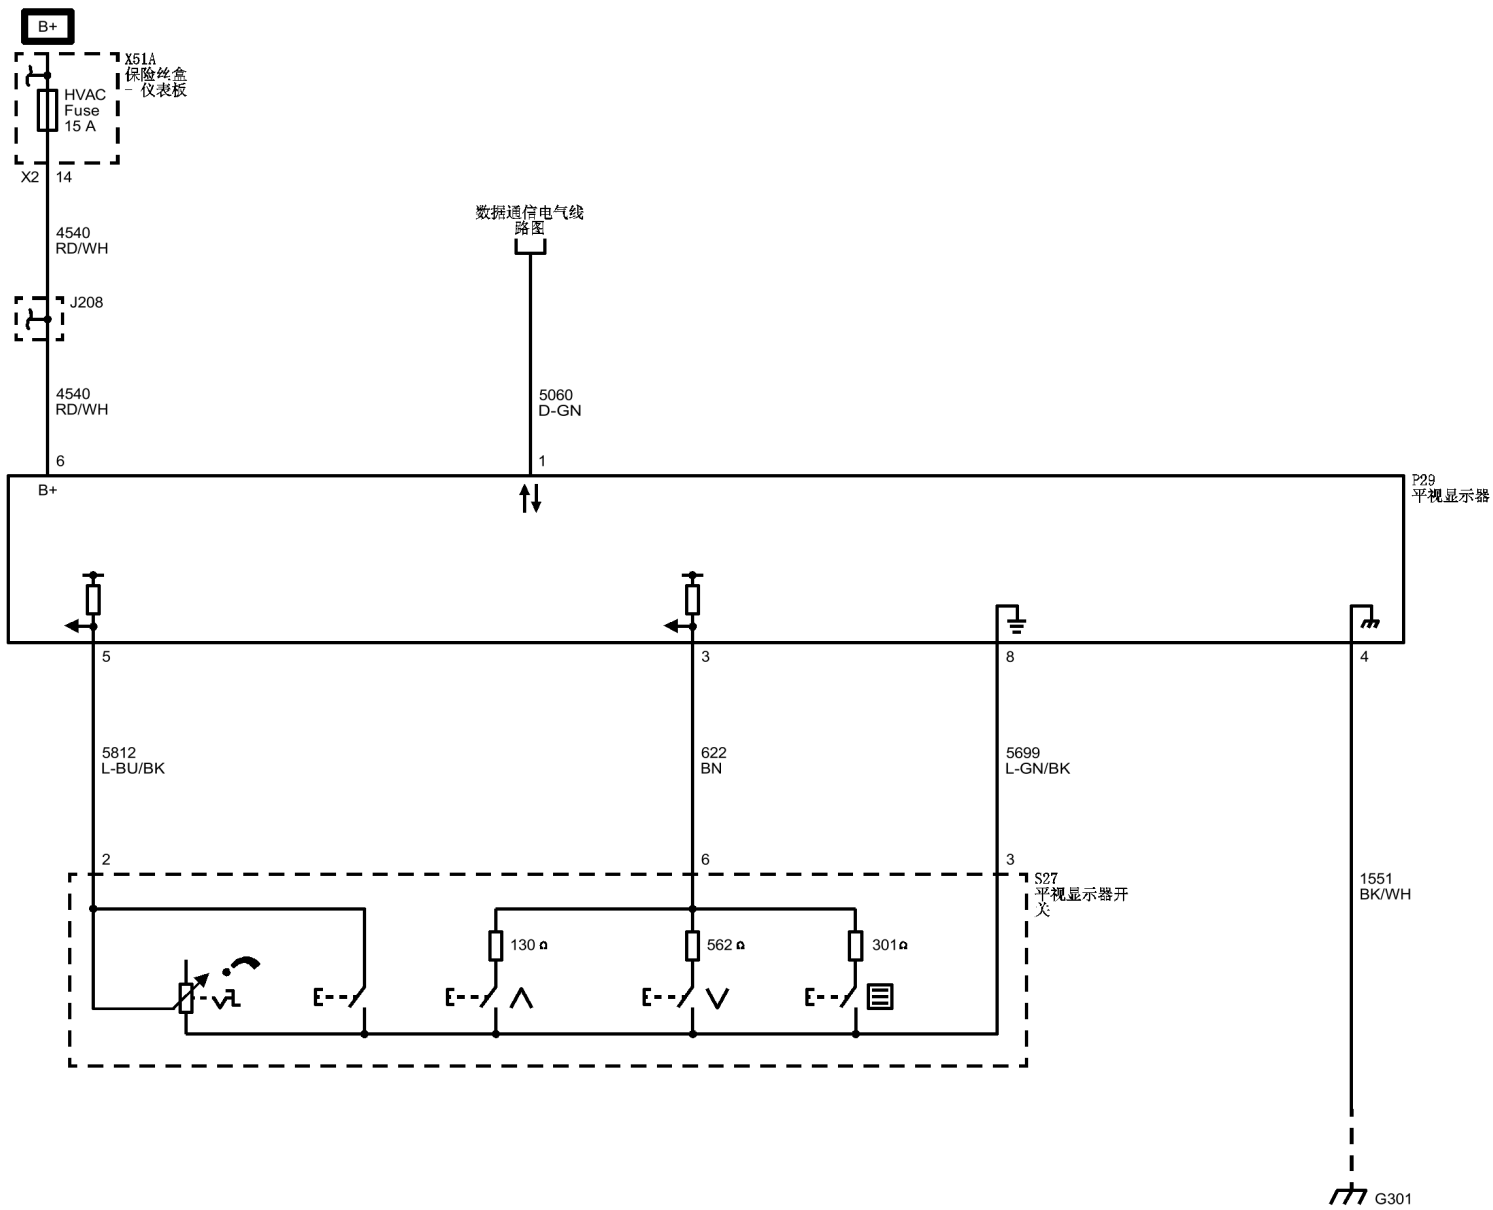 B+
X51A
保险丝盒
- 仪表板
HVAC
Fuse
15 A
X2 14
数据通信电气线
路图
4540
RD/WH
J208
4540
RD/WH
5060
D-GN
6
1
B+
P29
平视显示器
5
3
8
4
5812
L-BU/BK
622
BN
5699
L-GN/BK
2
6
3
S27
平视显示器开
关
1551
BK/WH
130 Ω
562 Ω
301Ω
G301